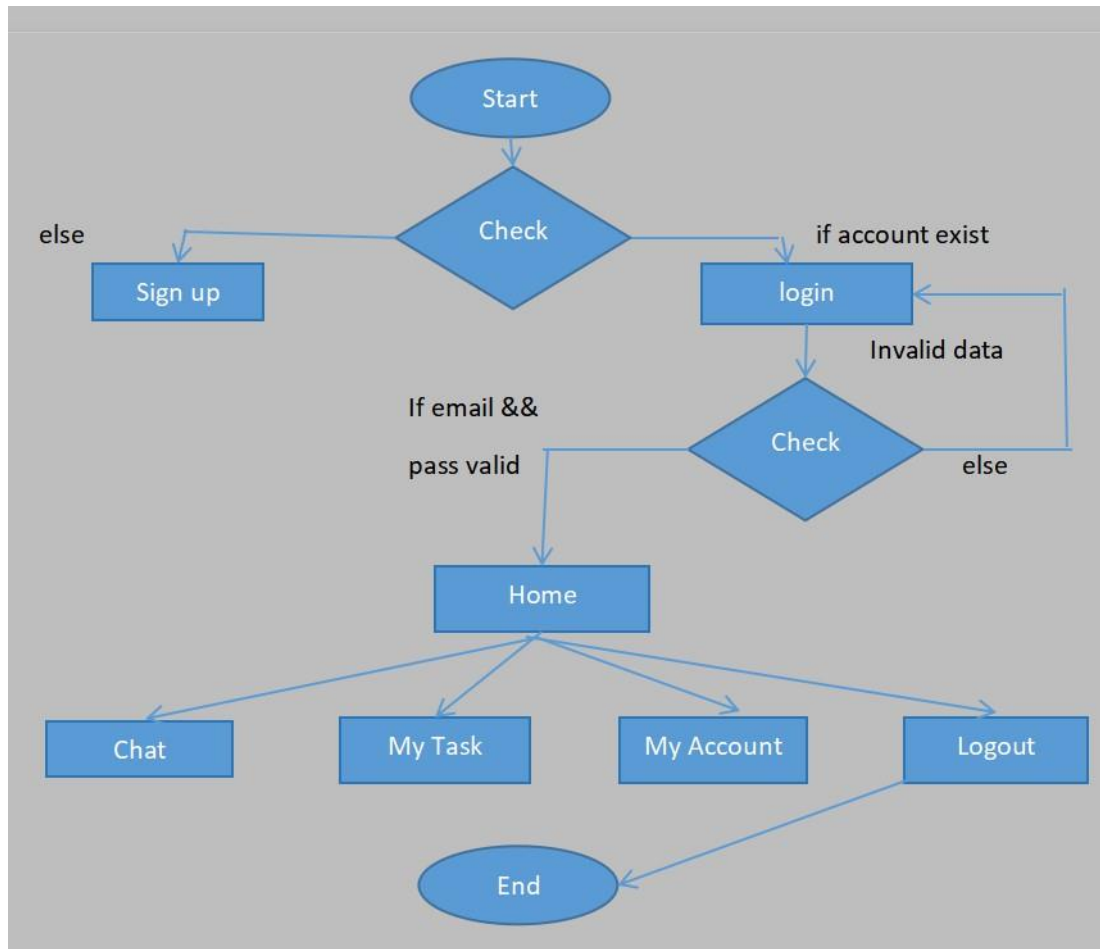 Start
Check
else
if account exist
Sign up
login
Invalid data
If email &&
pass valid
Check
else
Home
Chat
My Task
My Account
Logout
End